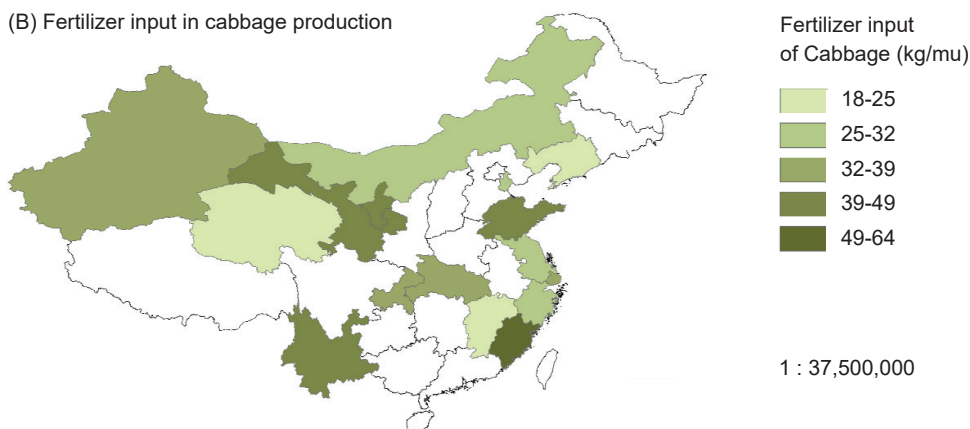 (B) Fertilizer input in cabbage production
Fertilizer input
of Cabbage (kg/mu)
18-25
25-32
32-39
39-49
49-64
1 : 37,500,000